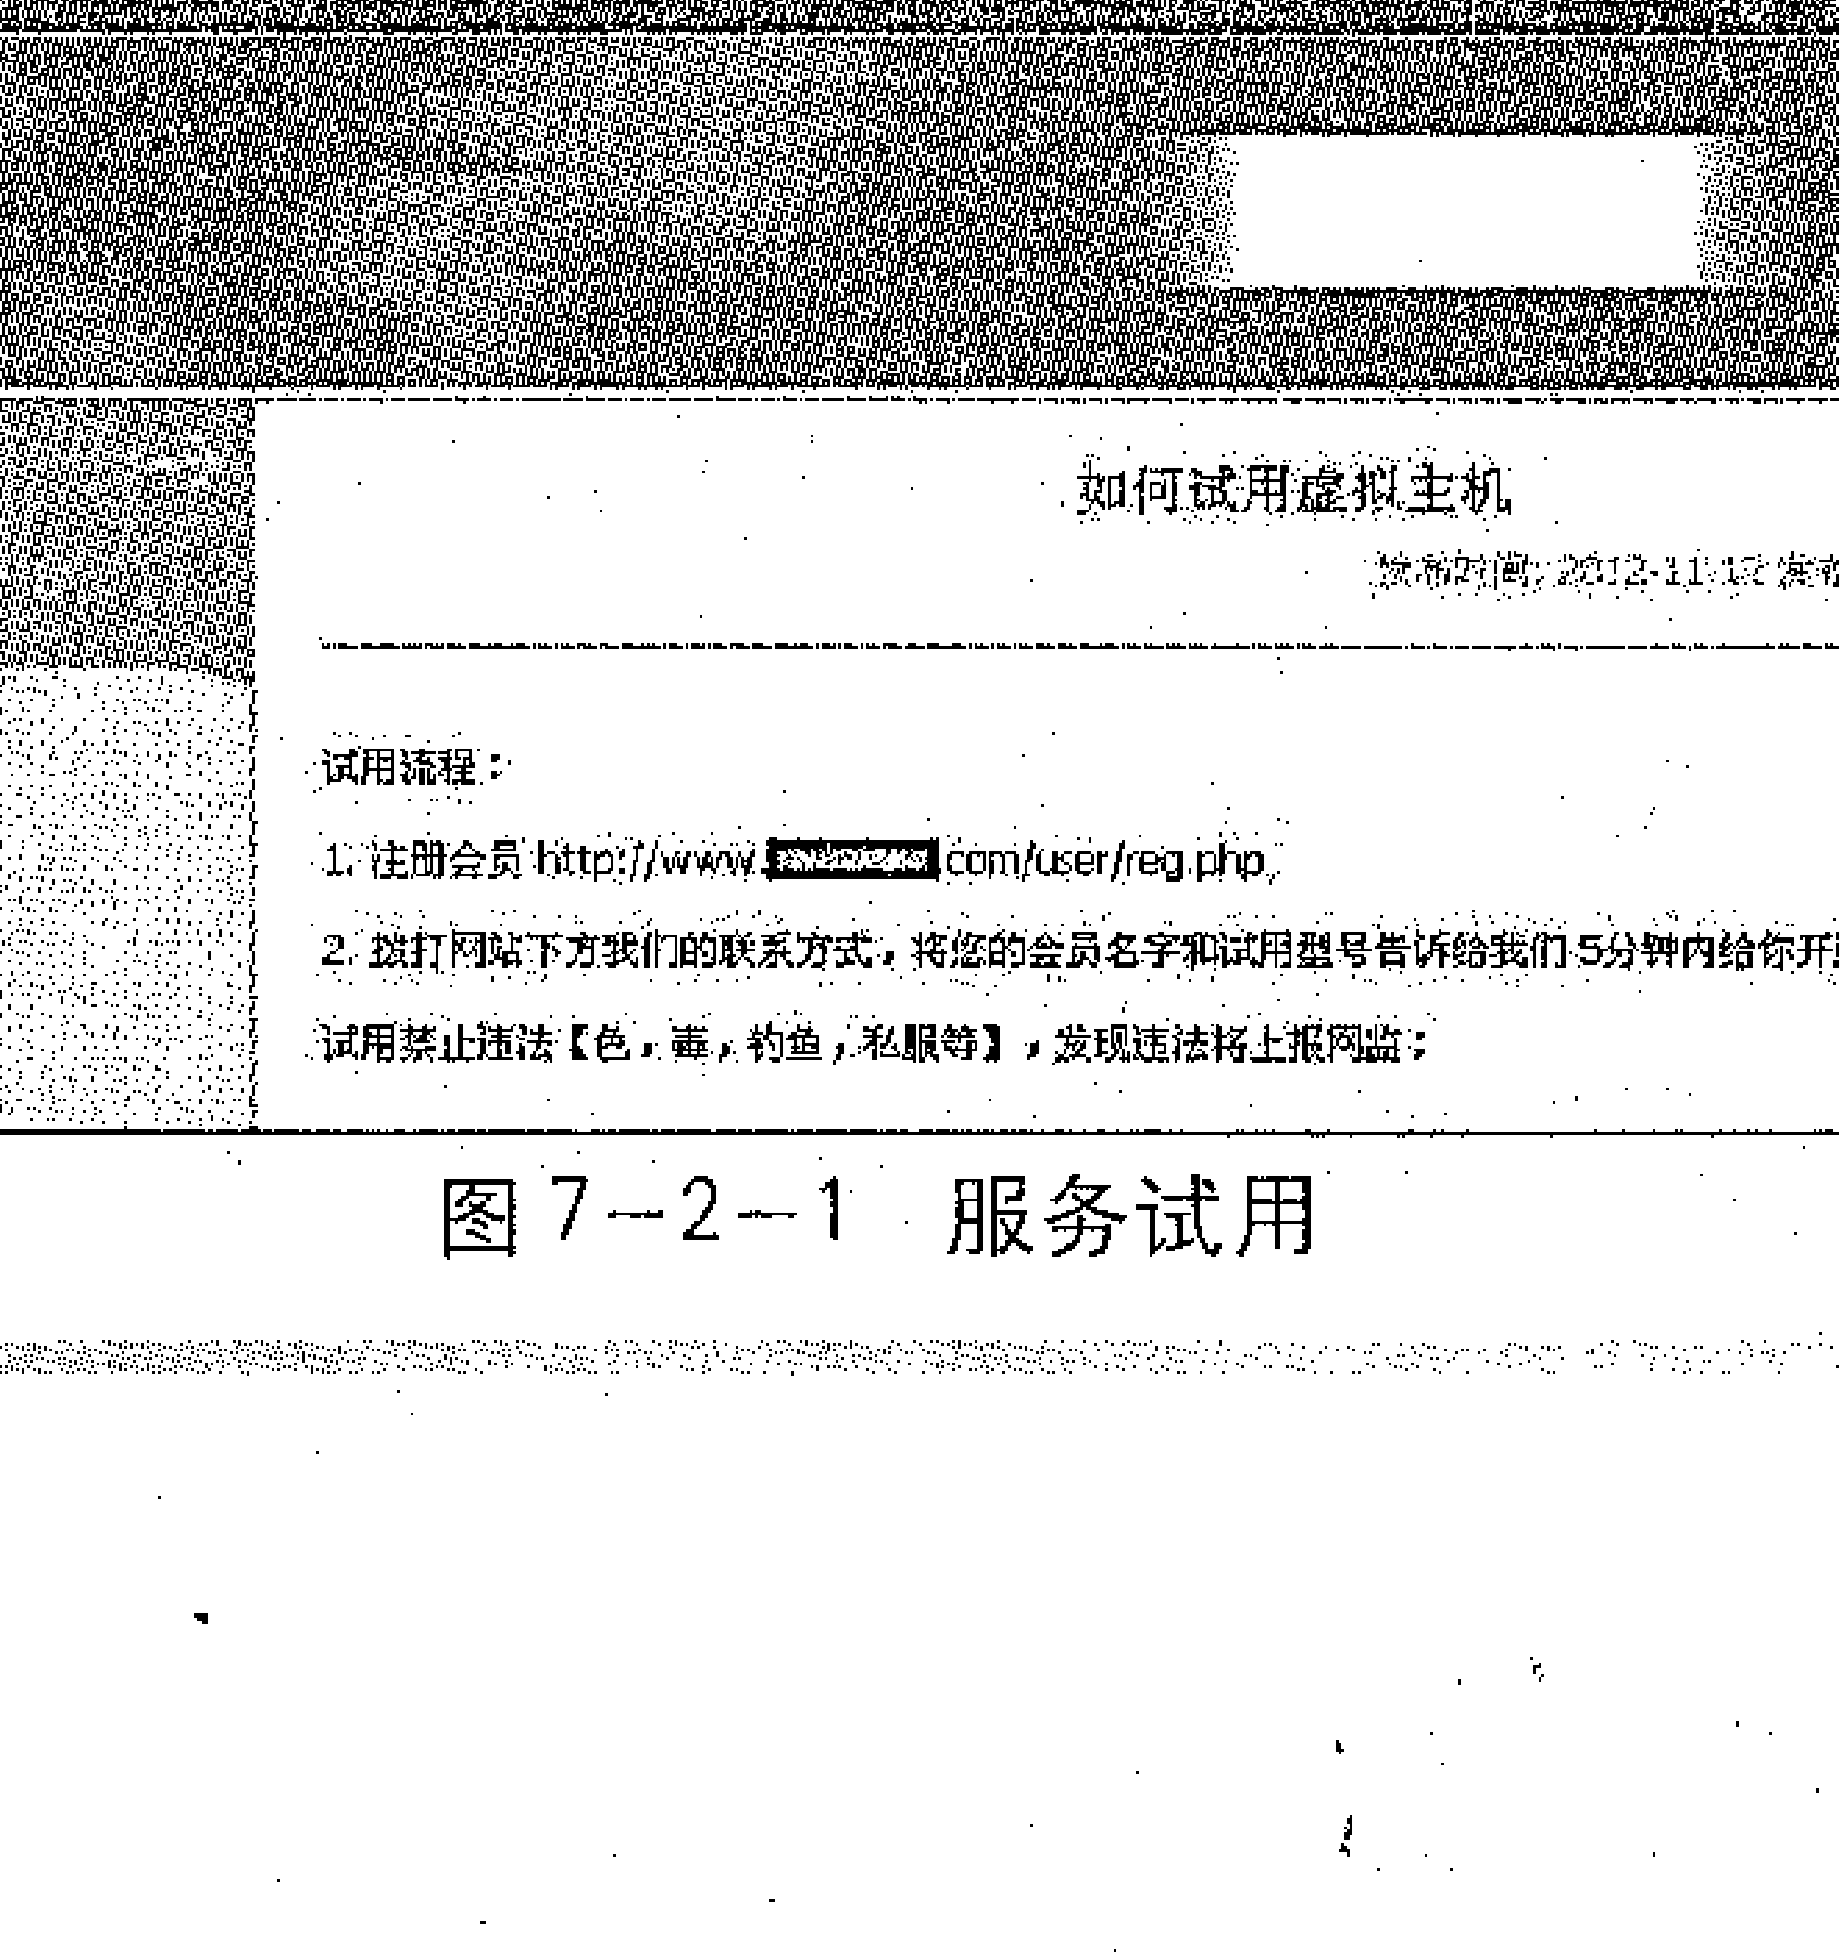 如何试用虚拟主机
发布时间: 2012-11-
试用流程：
1. 注册会员 http://www. .com/user/reg.php
2. 拨打网站下方我们的联系方式，将您的会员名字和试用型号告诉给我们 5分钟内给你开
试用禁止违法【色，毒，钓鱼，私服等】，发现违法将上报网监；
图7-2-1 服务试用